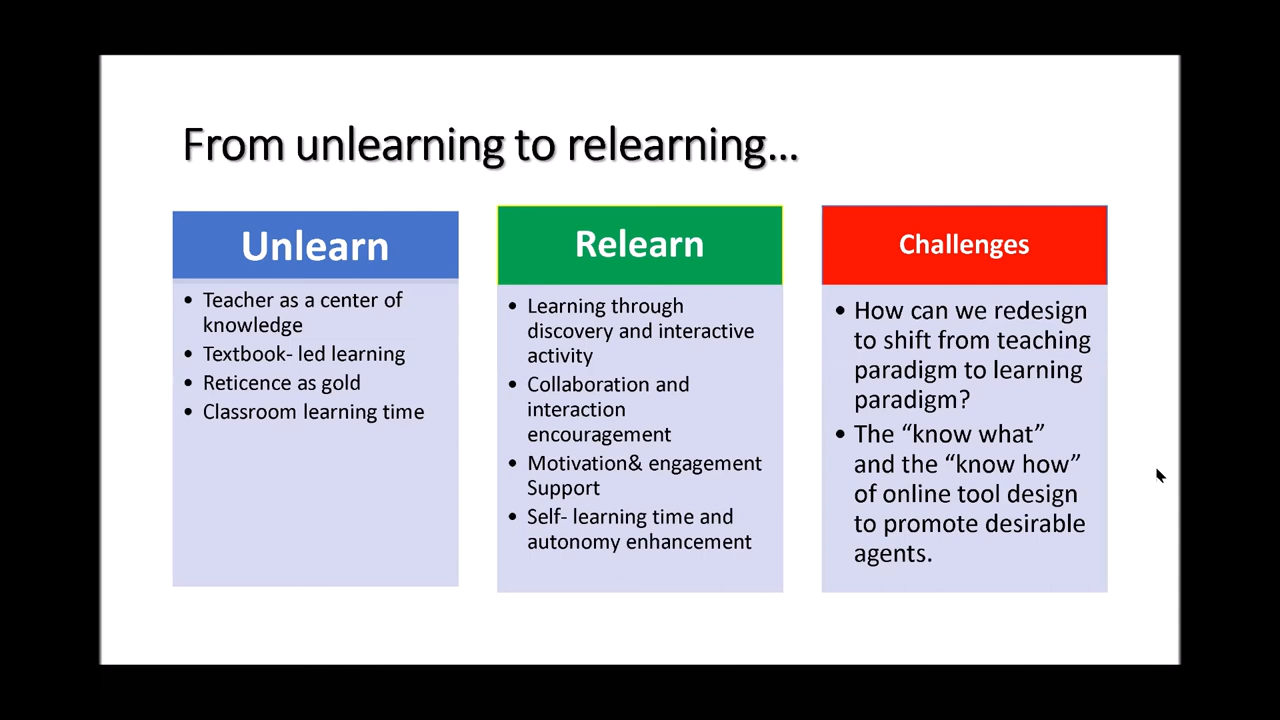 From unlearning to relearning...
Unlearn
• Teacher as a center of
knowledge
• Textbook- led learning
• Reticence as gold
• Classroom learning time
Relearn
• Learning through
discovery and interactive
activity
• Collaboration and
interaction
encouragement
• Motivation& engagement
Support
• Self- learning time and
autonomy enhancement
Challenges
• How can we redesign
to shift from teaching
paradigm to learning
paradigm?
• The “know what”
and the “know how”
of online tool design
to promote desirable
agents.